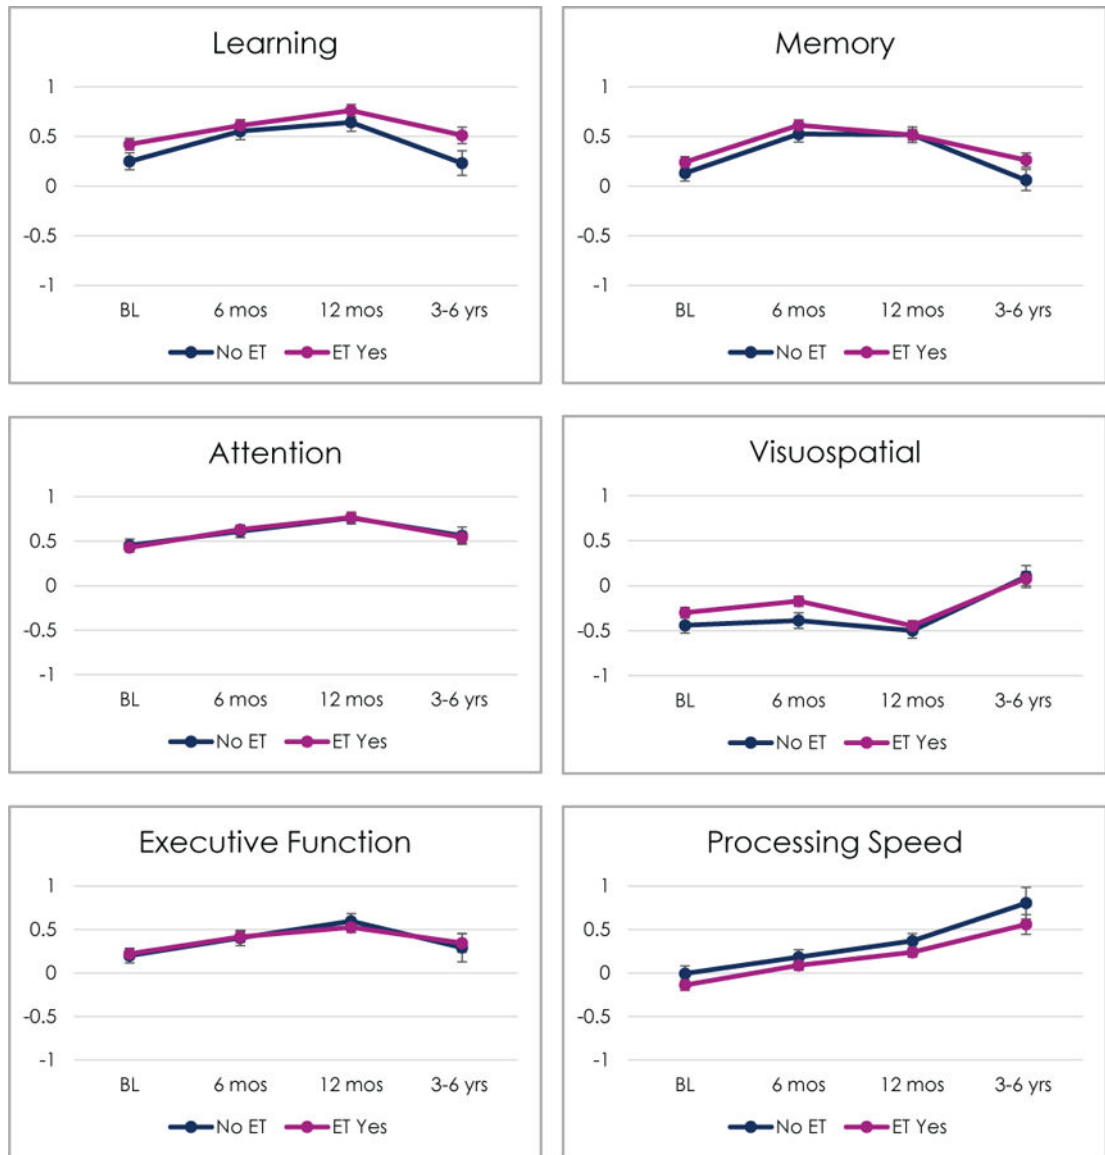 Learning
1
0.5
0
-0.5
-1
BL 6 mos 12 mos 3-6 yrs
No ET ET Yes
Memory
1
0.5
0
-0.5
-1
BL 6 mos 12 mos 3-6 yrs
No ET ET Yes
Attention
1
0.5
0
-0.5
-1
BL 6 mos 12 mos 3-6 yrs
No ET ET Yes
Visuospatial
1
0.5
0
-0.5
-1
BL 6 mos 12 mos 3-6 yrs
No ET ET Yes
Executive Function
1
0.5
0
-0.5
-1
BL 6 mos 12 mos 3-6 yrs
No ET ET Yes
Processing Speed
1
0.5
0
-0.5
-1
BL 6 mos 12 mos 3-6 yrs
No ET ET Yes